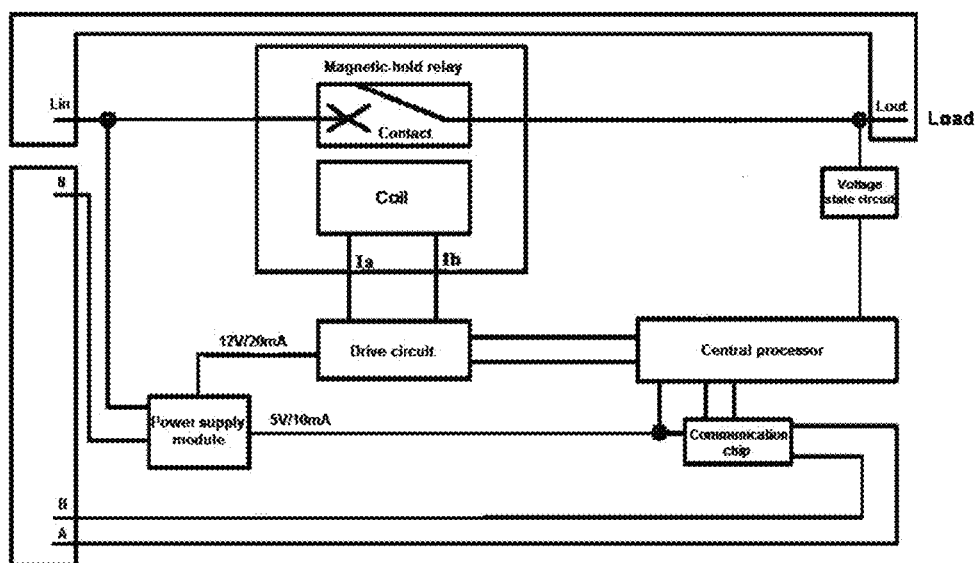 Magnetic-hold relay
Lin
Contact
Lout
Load
Voltage
state circuit
Coil
Ia
Ib
12V/20mA
Drive circuit
Central processor
Power supply
module
5V/10mA
Communication
chip
A